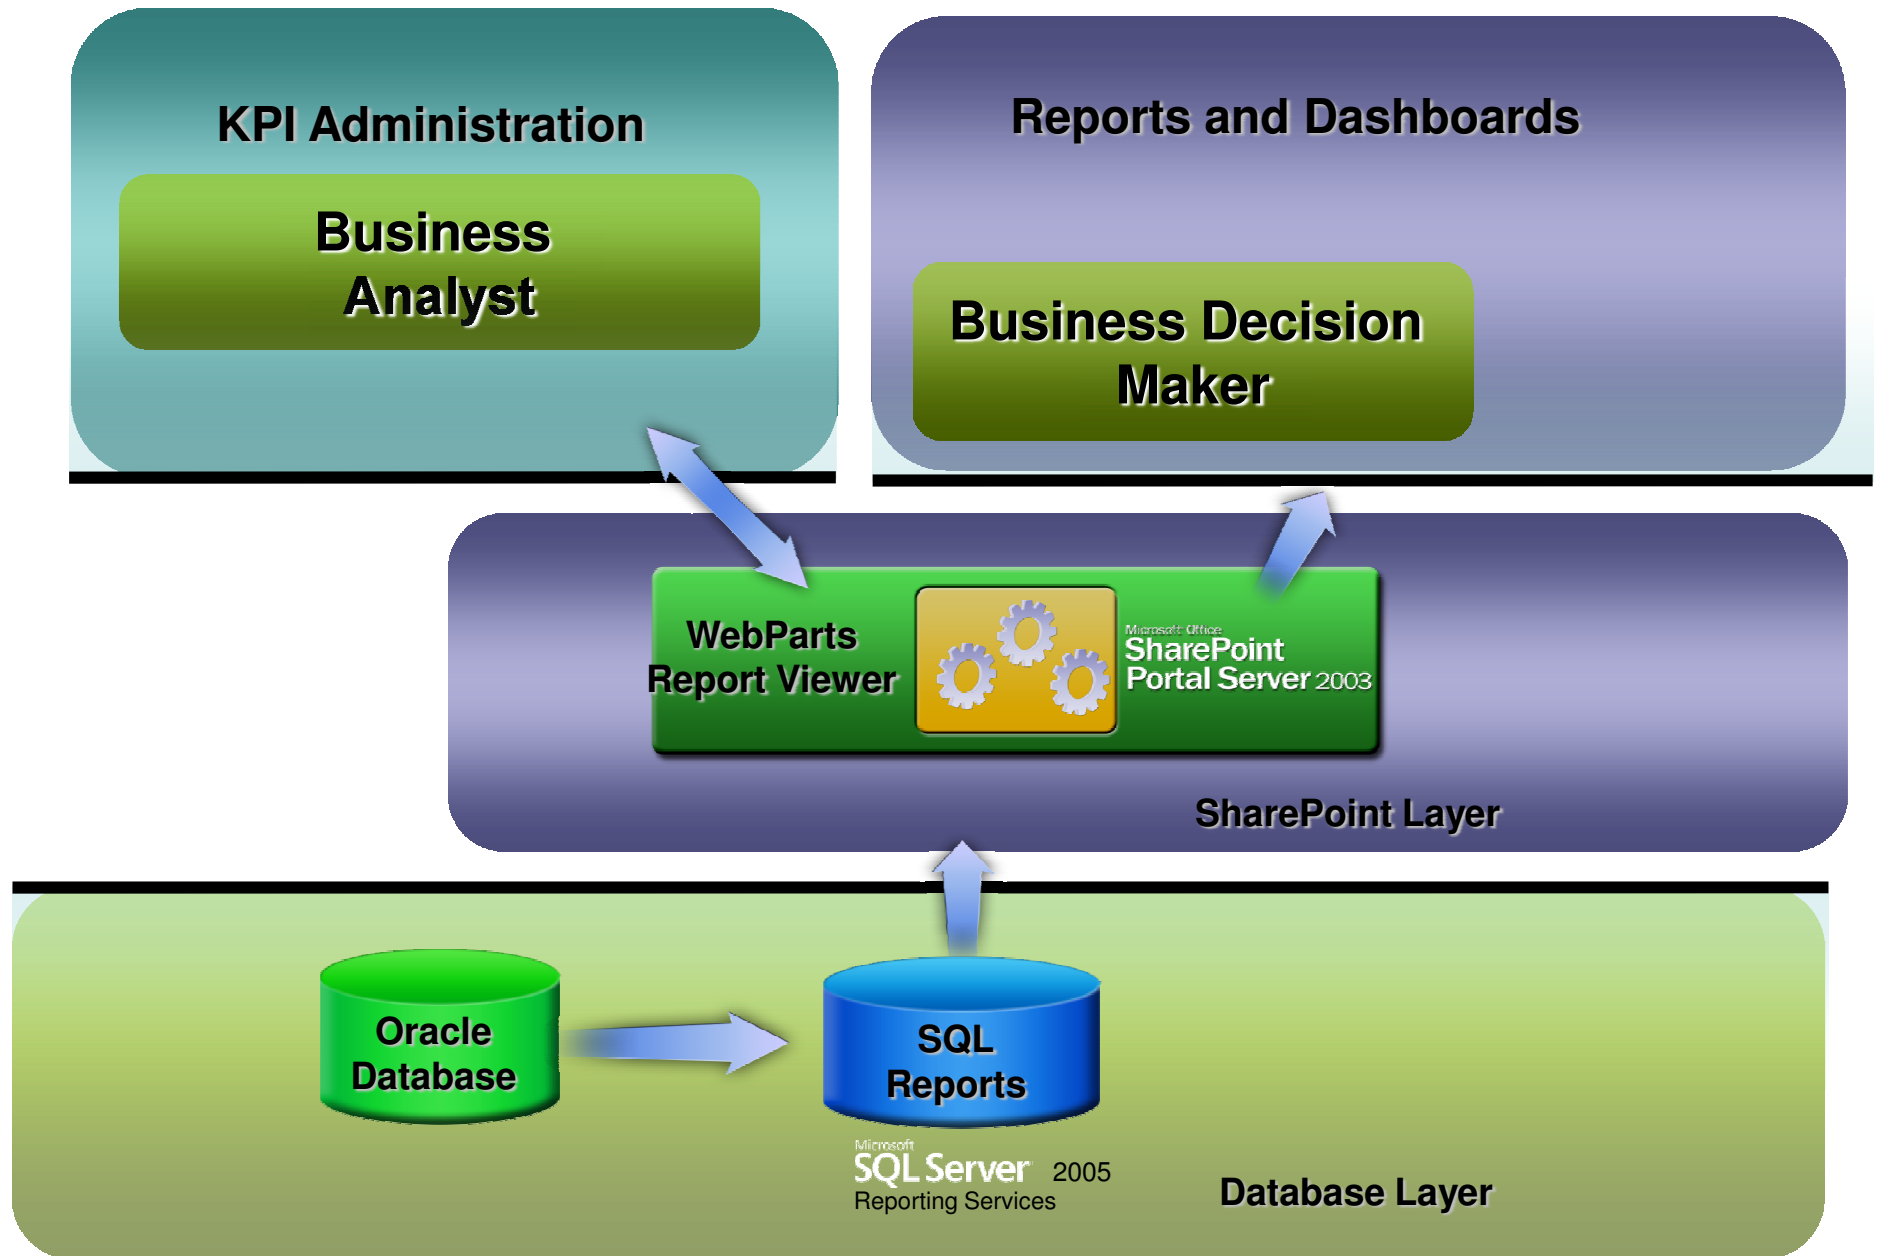 KPI Administration
Business
Analyst
Reports and Dashboards
Business Decision
Maker
WebParts
Report Viewer
Microsoft Office
SharePoint
Portal Server 2003
SharePoint Layer
Oracle
Database
SQL
Reports
Microsoft
SQL Server 2005
Reporting Services
Database Layer